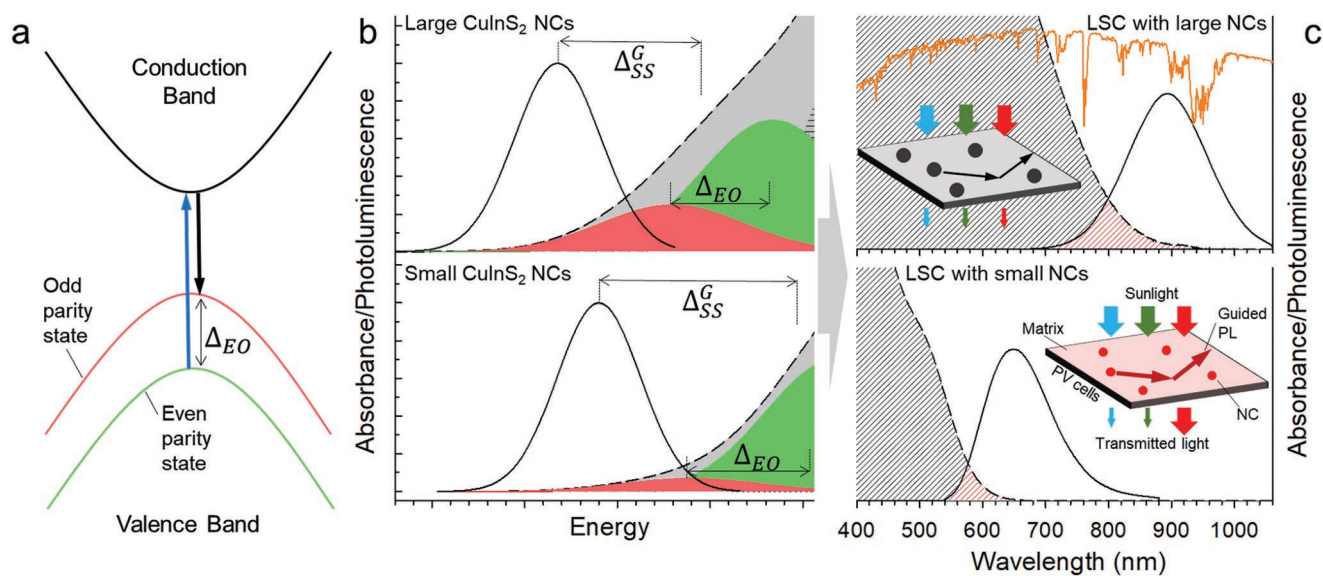 a
Conduction
Band
Odd
parity
state
Δ_EO
Even
parity
state
Valence Band
b
Absorbance/Photoluminescence
Large CuInS₂ NCs
Δ^G_SS
Δ_EO
Small CuInS₂ NCs
Δ^G_SS
Δ_EO
Energy
c
LSC with large NCs
LSC with small NCs
Sunlight
Matrix
Guided
PL
PV cells
NC
Transmitted light
400 500 600 700 800 900 1000
Wavelength (nm)
Absorbance/Photoluminescence